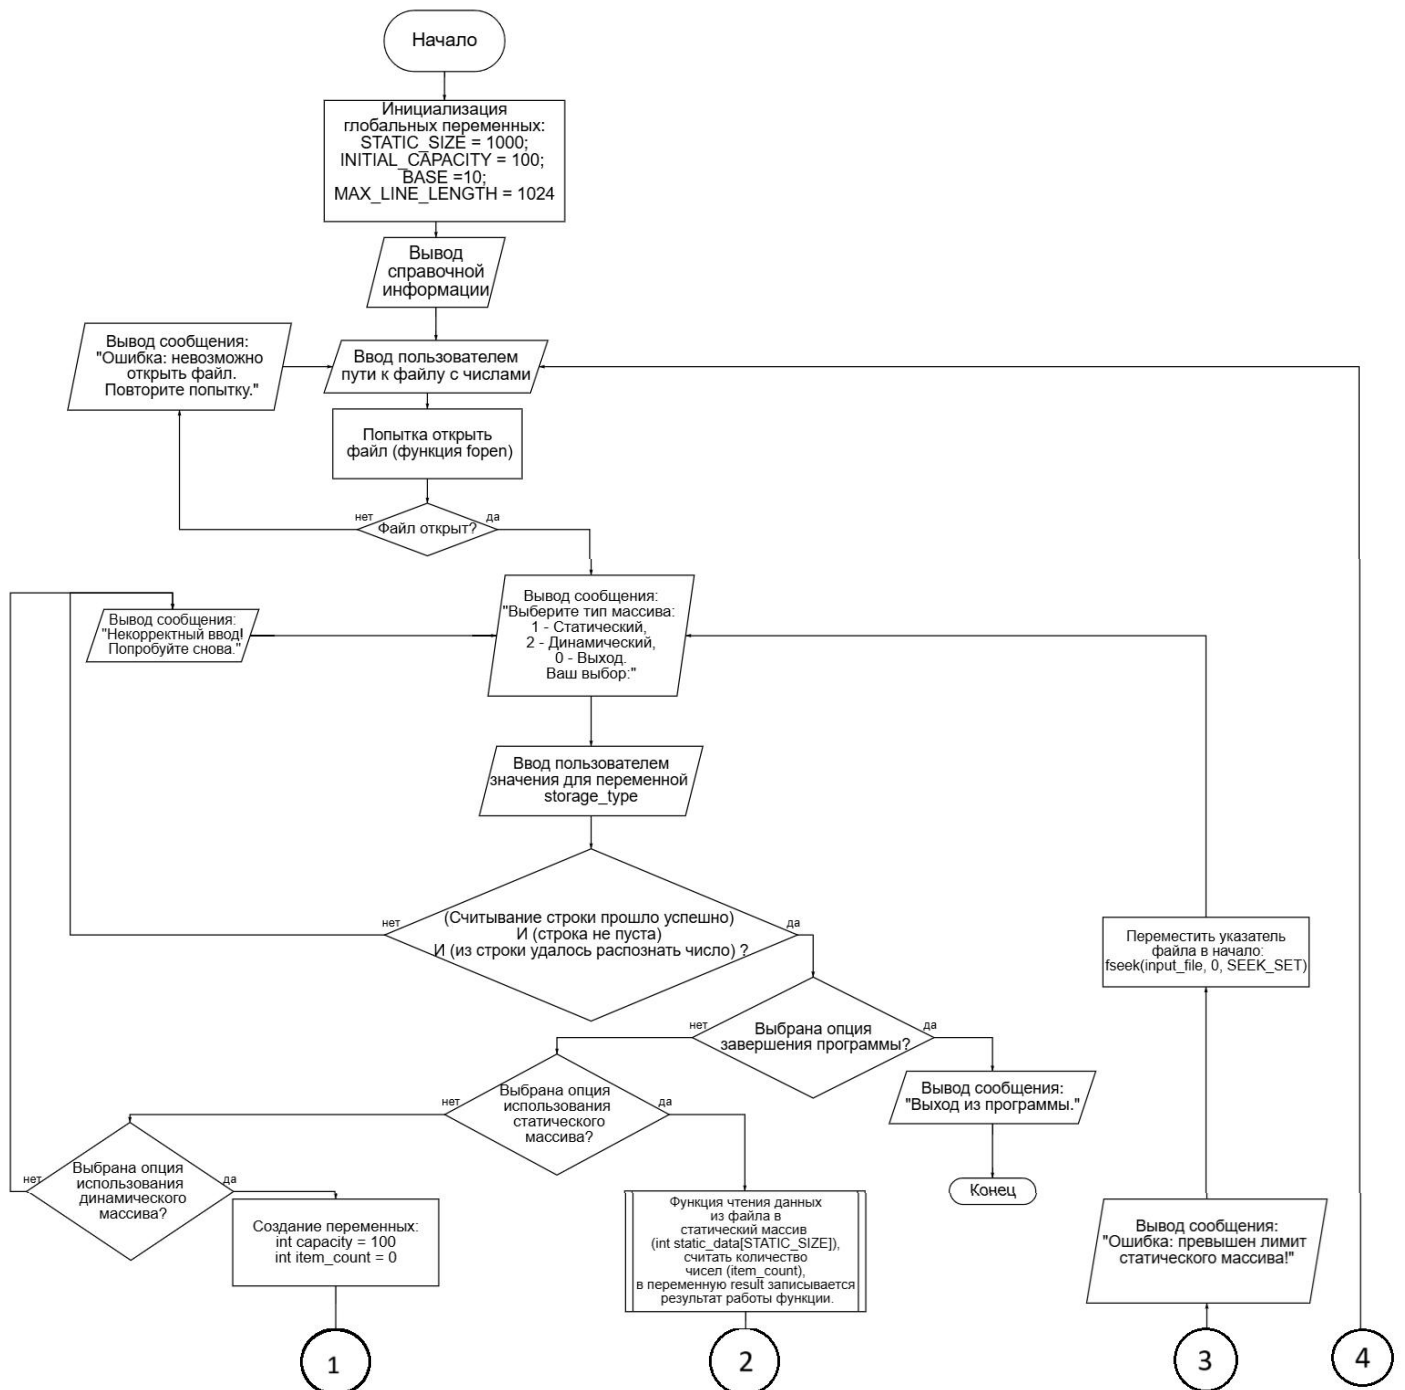 Начало
Инициализация
глобальных переменных:
STATIC_SIZE = 1000;
INITIAL_CAPACITY = 100;
BASE =10;
MAX_LINE_LENGTH = 1024
Вывод
справочной
информации
Вывод сообщения:
"Ошибка: невозможно
открыть файл.
Повторите попытку."
Ввод пользователем
пути к файлу с числами
Попытка открыть
файл (функция fopen)
нет
Файл открыт?
да
Вывод сообщения:
"Некорректный ввод!
Попробуйте снова."
Вывод сообщения:
"Выберите тип массива:
1 - Статический,
2 - Динамический,
0 - Выход.
Ваш выбор:"
Ввод пользователем
значения для переменной
storage_type
нет
(Считывание строки прошло успешно)
И (строка не пуста)
И (из строки удалось распознать число) ?
да
Переместить указатель
файла в начало:
fseek(input_file, 0, SEEK_SET)
нет
Выбрана опция
завершения программы?
да
Вывод сообщения:
"Выход из программы."
Конец
нет
Выбрана опция
использования
статического
массива?
да
нет
Выбрана опция
использования
динамического
массива?
да
Создание переменных:
int capacity = 100
int item_count = 0
Функция чтения данных
из файла в
статический массив
(int static_data[STATIC_SIZE]),
считать количество
чисел (item_count),
в переменную result записывается
результат работы функции.
Вывод сообщения:
"Ошибка: превышен лимит
статического массива!"
1
2
3
4